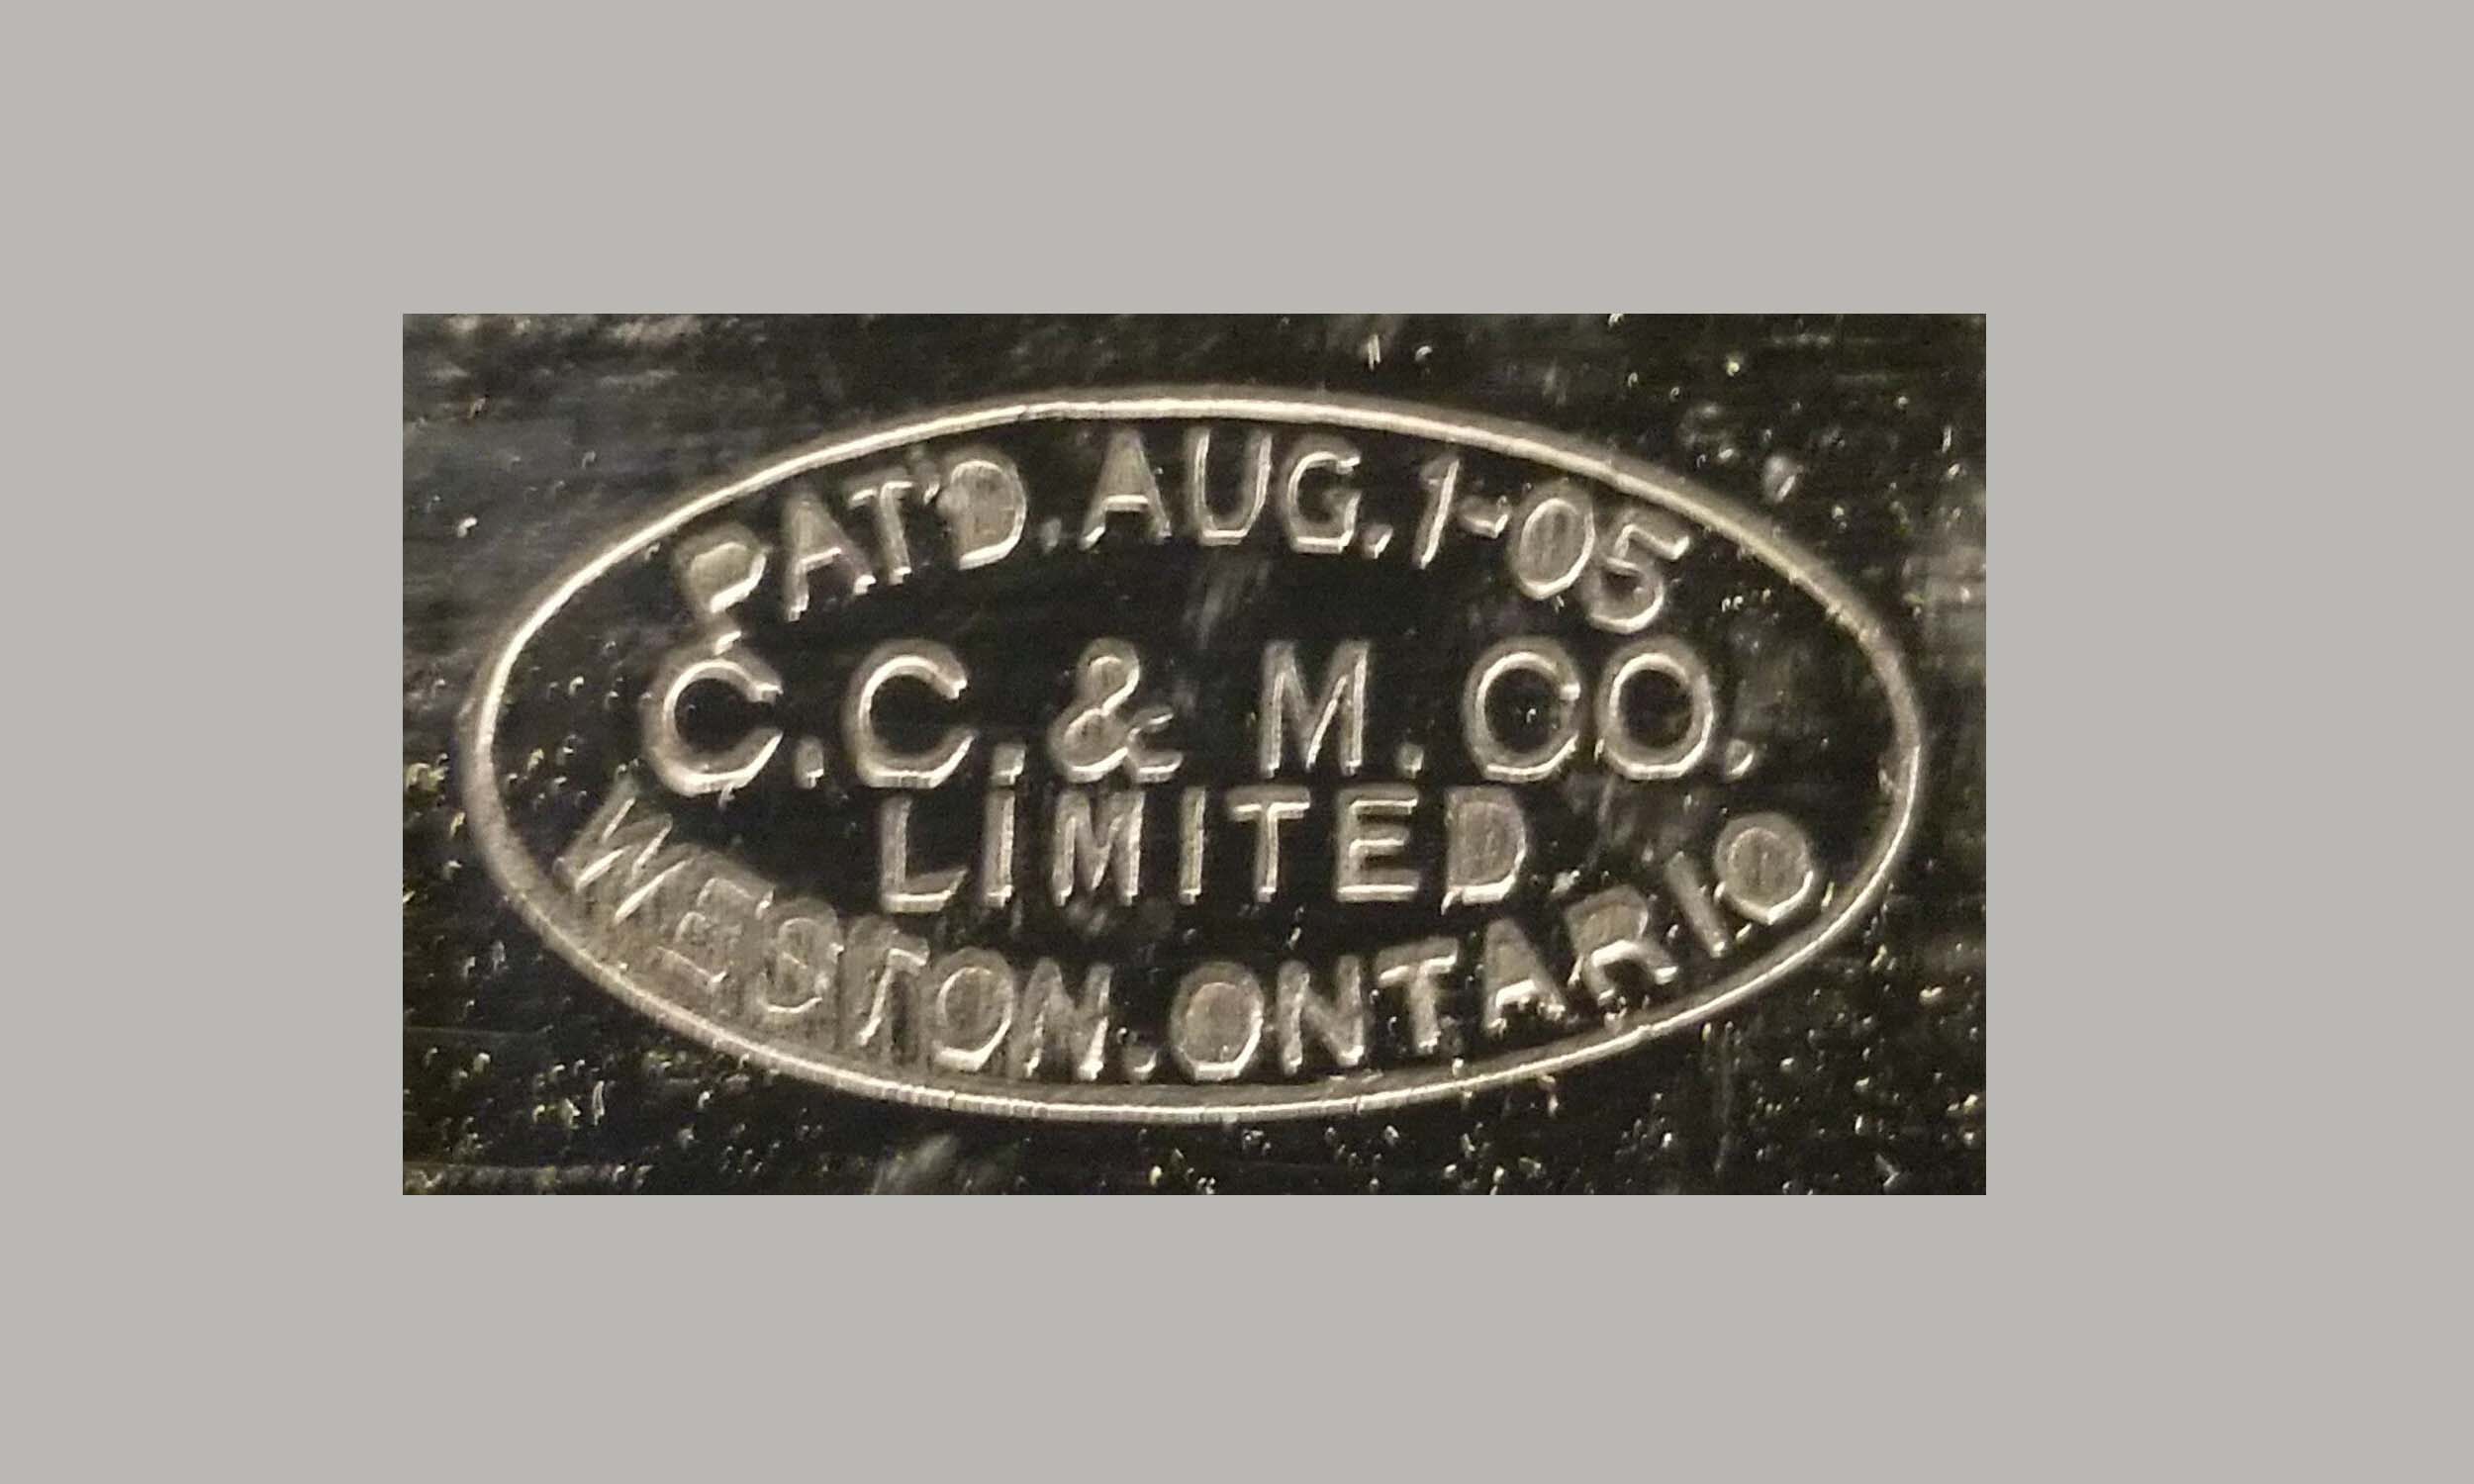 PAT'D. AUG. 1-05
C. C. & M. CO.
LIMITED
WESTON. ONTARIO